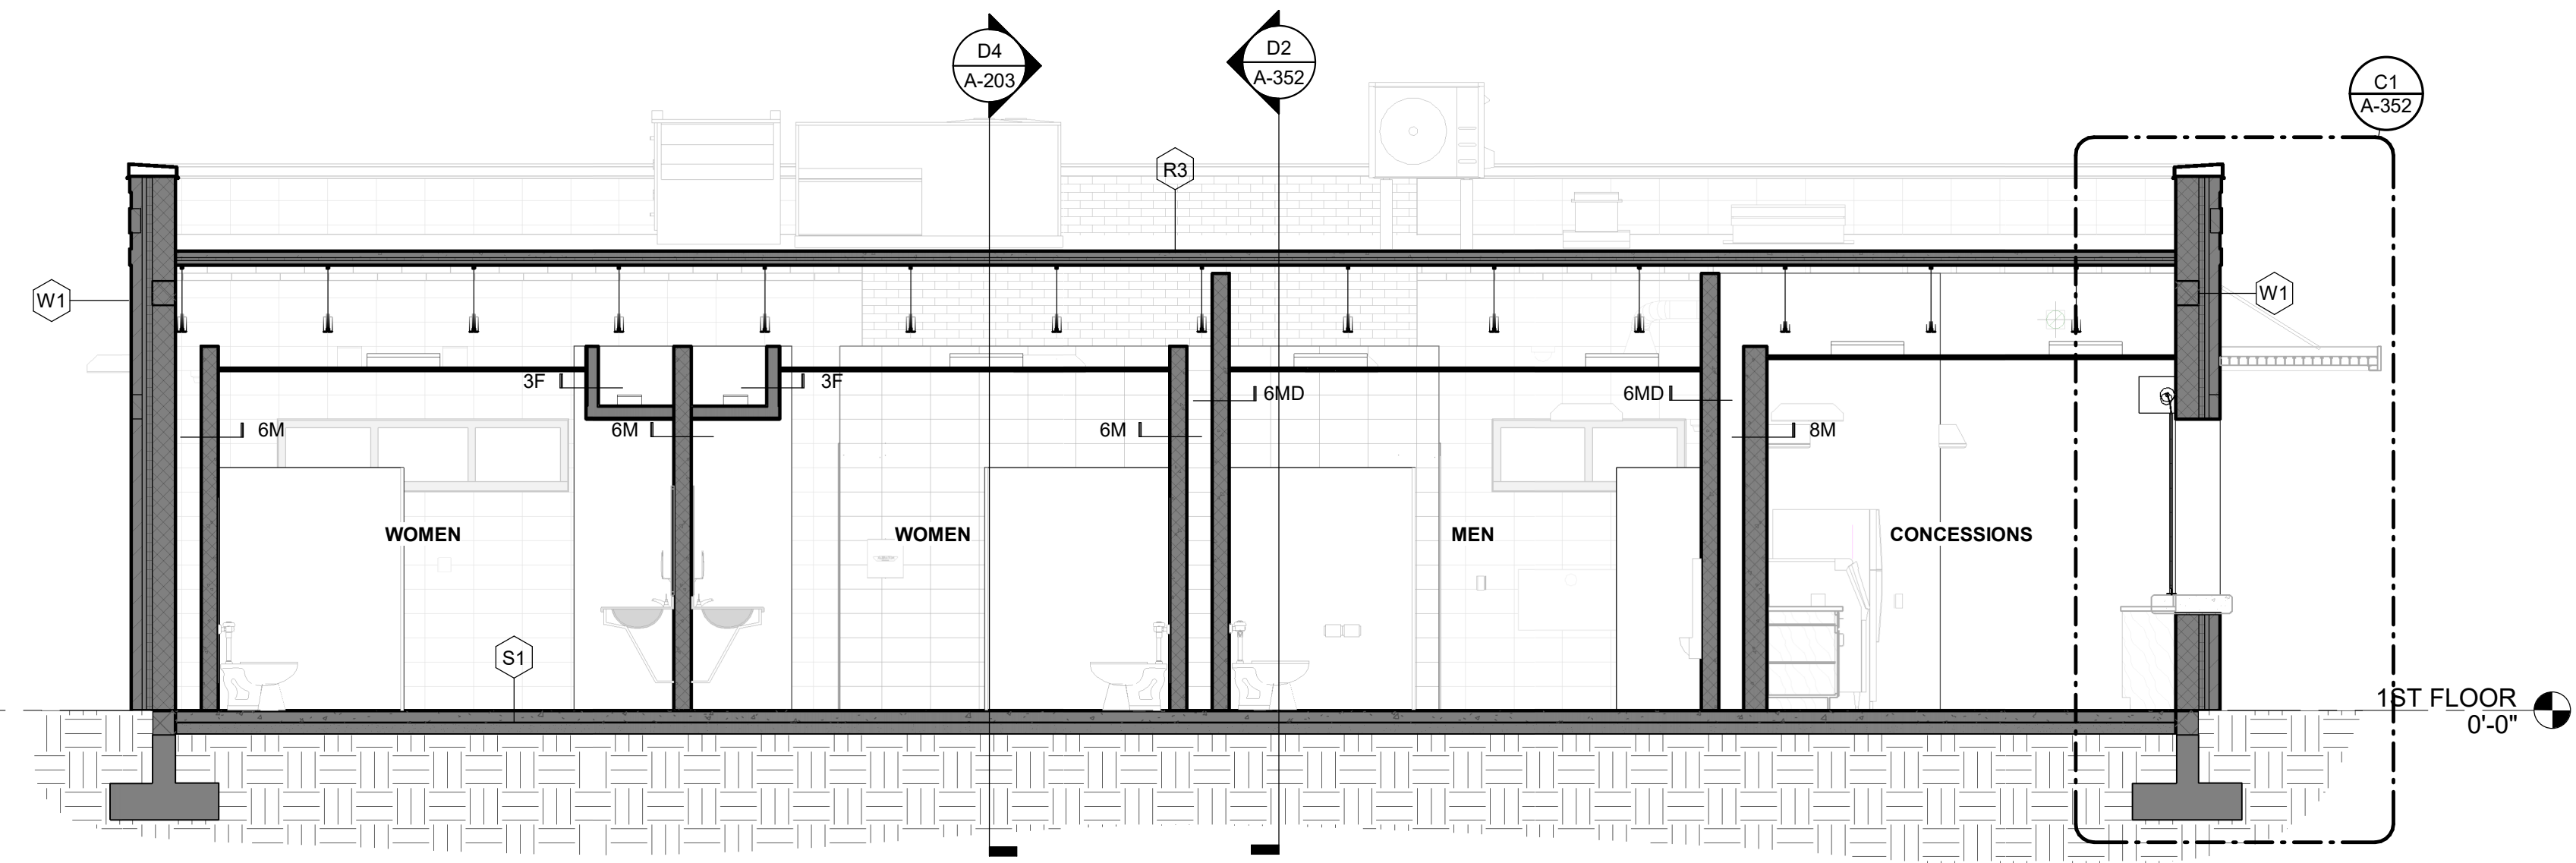 D4
A-203
D2
A-352
C1
A-352
R3
W1
W1
3F
3F
6MD
6MD
6M
6M
6M
8M
WOMEN
WOMEN
MEN
CONCESSIONS
S1
1ST FLOOR
0'-0"